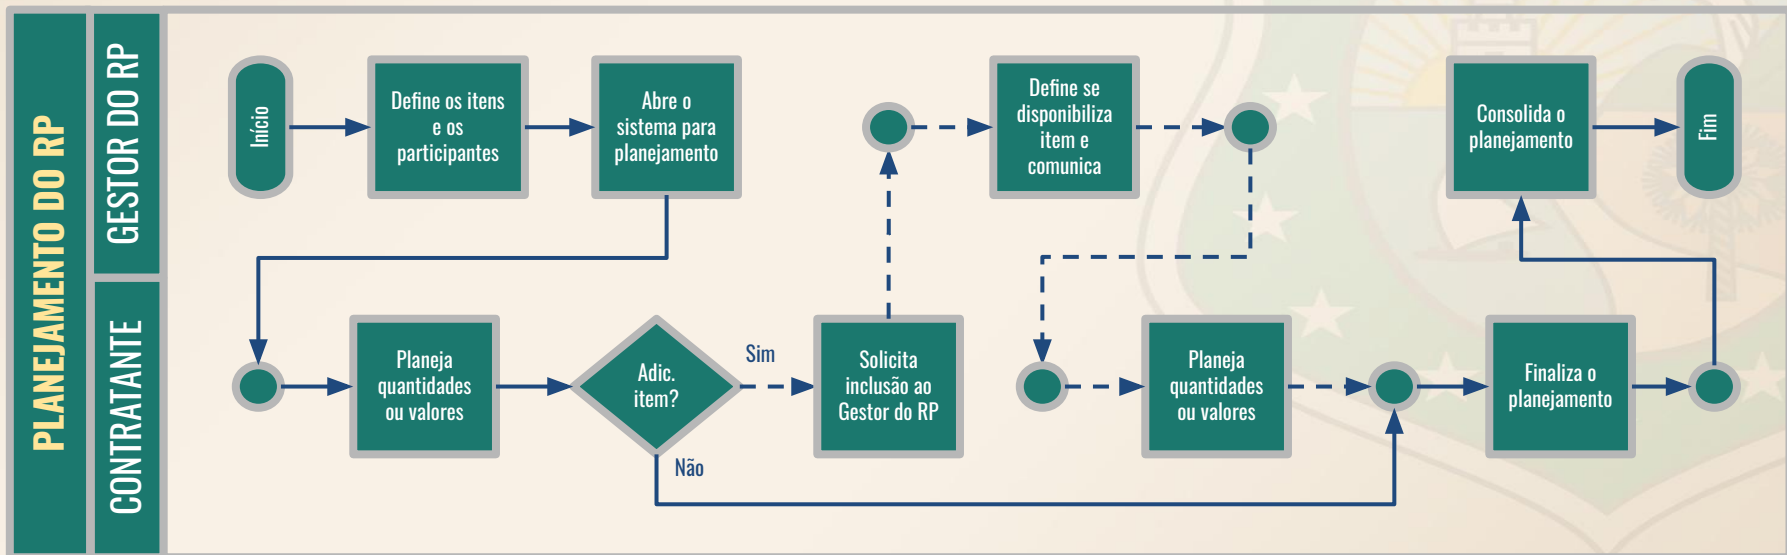 PLANEJAMENTO DO RP
GESTOR DO RP
Início
Define os itens
e os
participantes
Abre o
sistema para
planejamento
Define se
disponibiliza
item e
comunica
Consolida o
planejamento
Fim
CONTRATANTE
Planeja
quantidades
ou valores
Adic.
item?
Sim
Não
Solicita
inclusão ao
Gestor do RP
Planeja
quantidades
ou valores
Finaliza o
planejamento